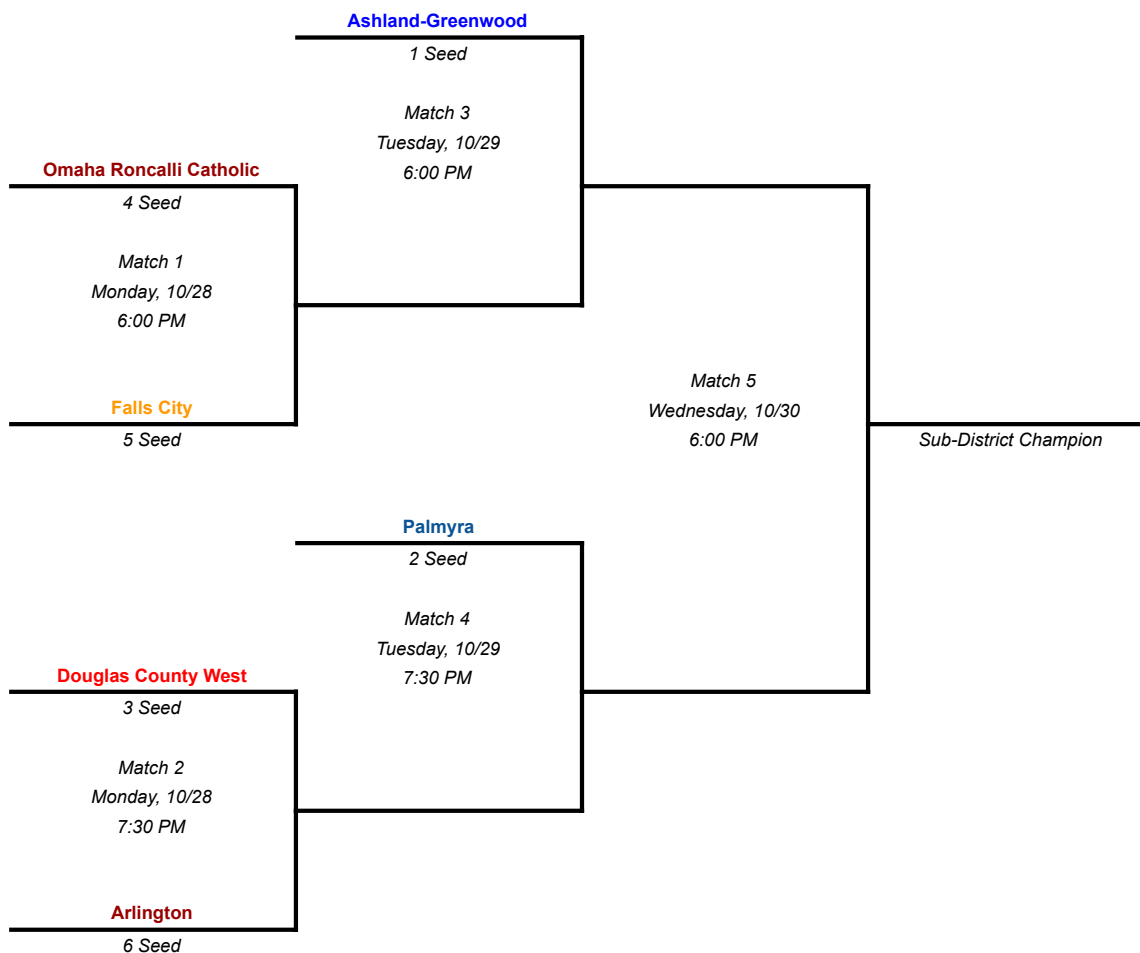 Ashland-Greenwood
1 Seed
Match 3
Tuesday, 10/29
6:00 PM
Omaha Roncalli Catholic
4 Seed
Match 1
Monday, 10/28
6:00 PM
Falls City
5 Seed
Match 5
Wednesday, 10/30
6:00 PM
Sub-District Champion
Palmyra
2 Seed
Match 4
Tuesday, 10/29
7:30 PM
Douglas County West
3 Seed
Match 2
Monday, 10/28
7:30 PM
Arlington
6 Seed